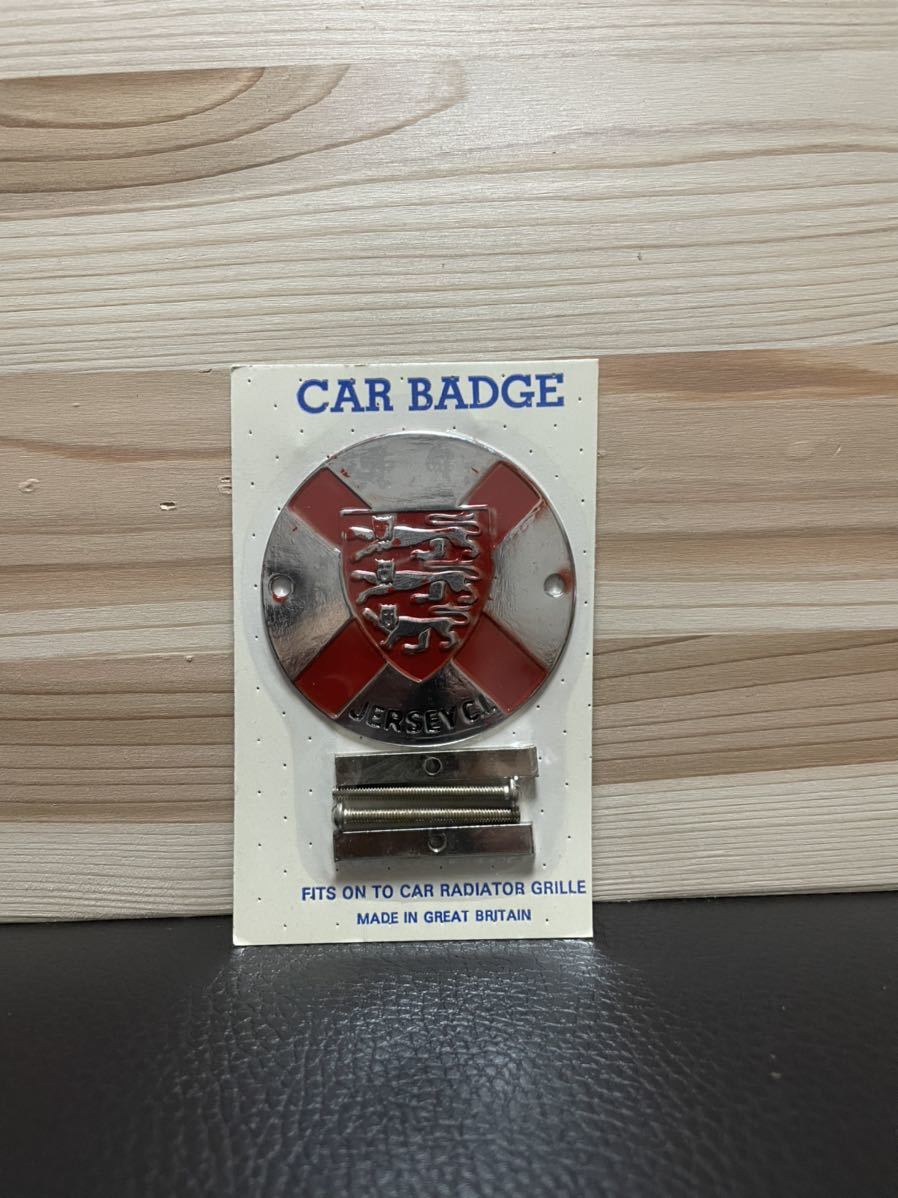 CAR BADGE
JERSEY C.I.
FITS ON TO CAR RADIATOR GRILLE
MADE IN GREAT BRITAIN